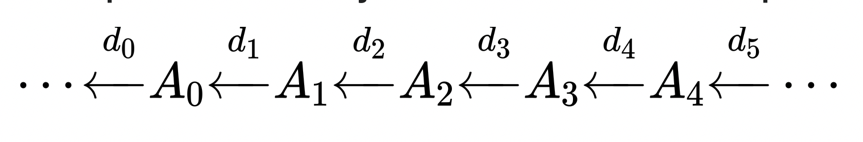 d₀ d₁ d₂ d₃ d₄ d₅
⋯ ← A₀ ← A₁ ← A₂ ← A₃ ← A₄ ← ⋯